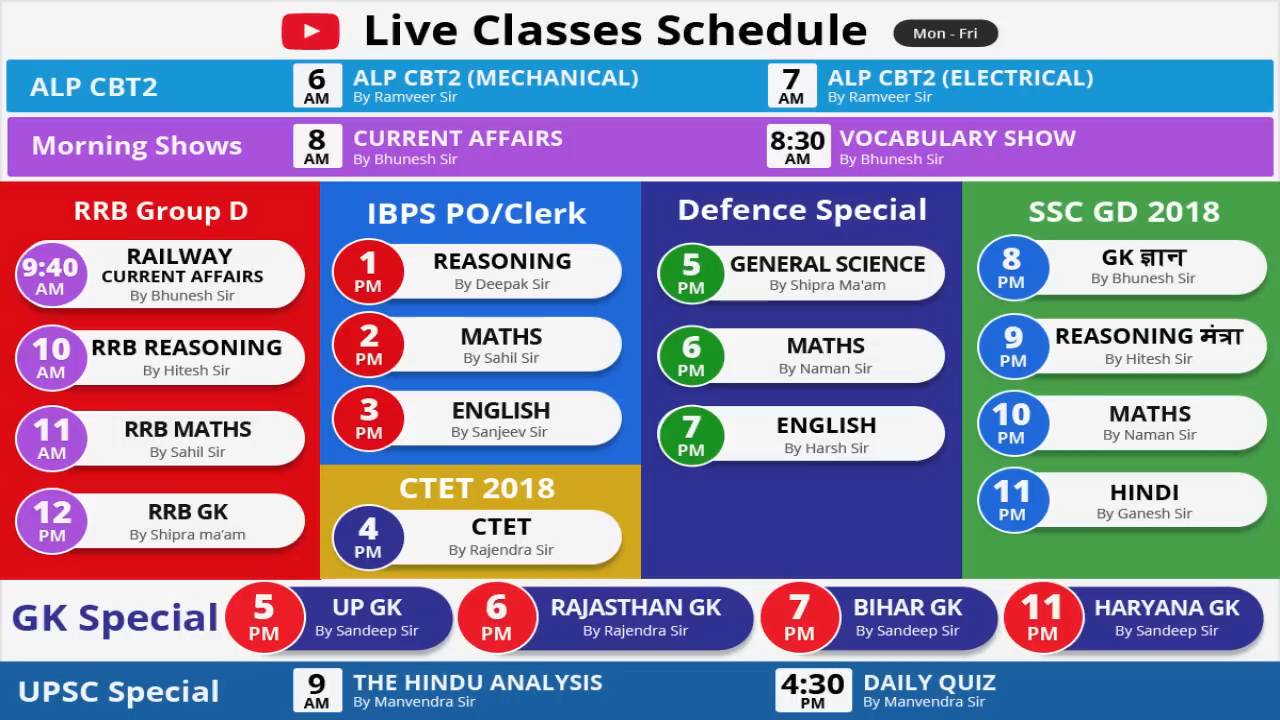 Live Classes Schedule
Mon - Fri
ALP CBT2
6 AM
ALP CBT2 (MECHANICAL)
By Ramveer Sir
7 AM
ALP CBT2 (ELECTRICAL)
By Ramveer Sir
Morning Shows
8 AM
CURRENT AFFAIRS
By Bhunesh Sir
8:30 AM
VOCABULARY SHOW
By Bhunesh Sir
RRB Group D
9:40 AM
RAILWAY
CURRENT AFFAIRS
By Bhunesh Sir
10 AM
RRB REASONING
By Hitesh Sir
11 AM
RRB MATHS
By Sahil Sir
12 PM
RRB GK
By Shipra ma'am
IBPS PO/Clerk
1 PM
REASONING
By Deepak Sir
2 PM
MATHS
By Sahil Sir
3 PM
ENGLISH
By Sanjeev Sir
CTET 2018
4 PM
CTET
By Rajendra Sir
Defence Special
5 PM
GENERAL SCIENCE
By Shipra Ma'am
6 PM
MATHS
By Naman Sir
7 PM
ENGLISH
By Harsh Sir
SSC GD 2018
8 PM
GK ज्ञान
By Bhunesh Sir
9 PM
REASONING मंत्रा
By Hitesh Sir
10 PM
MATHS
By Naman Sir
11 PM
HINDI
By Ganesh Sir
GK Special
5 PM
UP GK
By Sandeep Sir
6 PM
RAJASTHAN GK
By Rajendra Sir
7 PM
BIHAR GK
By Sandeep Sir
11 PM
HARYANA GK
By Sandeep Sir
UPSC Special
9 AM
THE HINDU ANALYSIS
By Manvendra Sir
4:30 PM
DAILY QUIZ
By Manvendra Sir